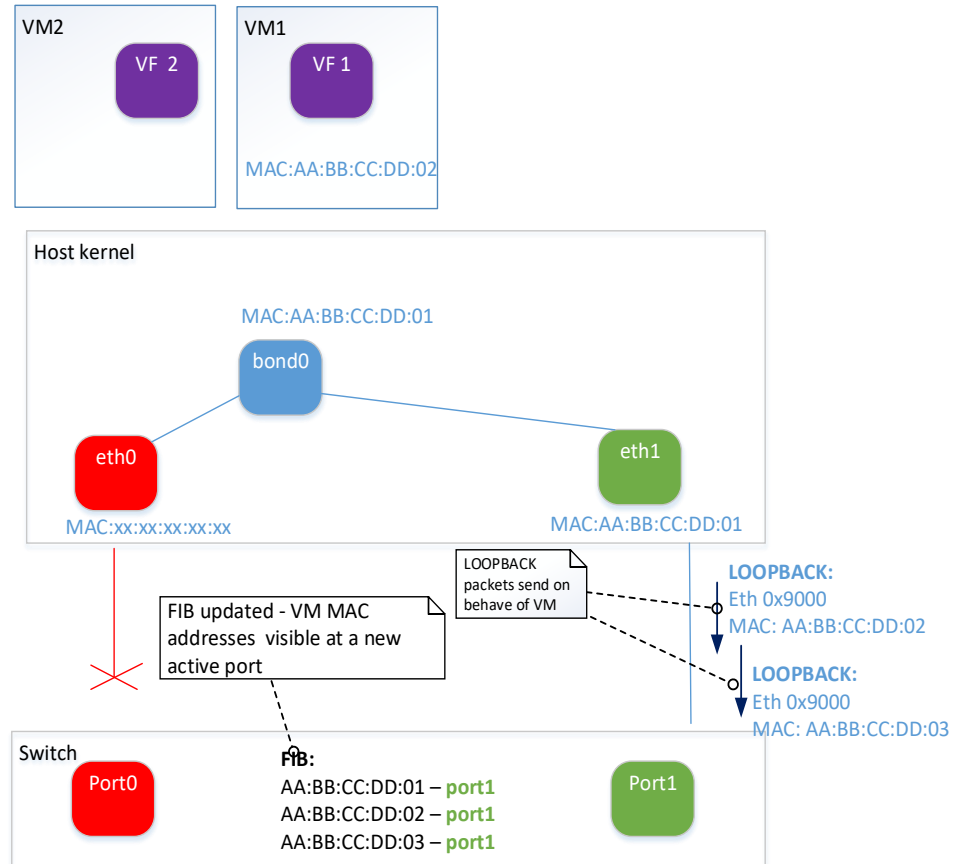 VM2
VF 2
VM1
VF 1
MAC:AA:BB:CC:DD:02
Host kernel
MAC:AA:BB:CC:DD:01
bond0
eth0
eth1
MAC:xx:xx:xx:xx:xx
MAC:AA:BB:CC:DD:01
LOOPBACK
packets send on
behave of VM
LOOPBACK:
Eth 0x9000
MAC: AA:BB:CC:DD:02
FIB updated - VM MAC
addresses visible at a new
active port
LOOPBACK:
Eth 0x9000
MAC: AA:BB:CC:DD:03
Switch
Port0
FIB:
AA:BB:CC:DD:01 – port1
AA:BB:CC:DD:02 – port1
AA:BB:CC:DD:03 – port1
Port1